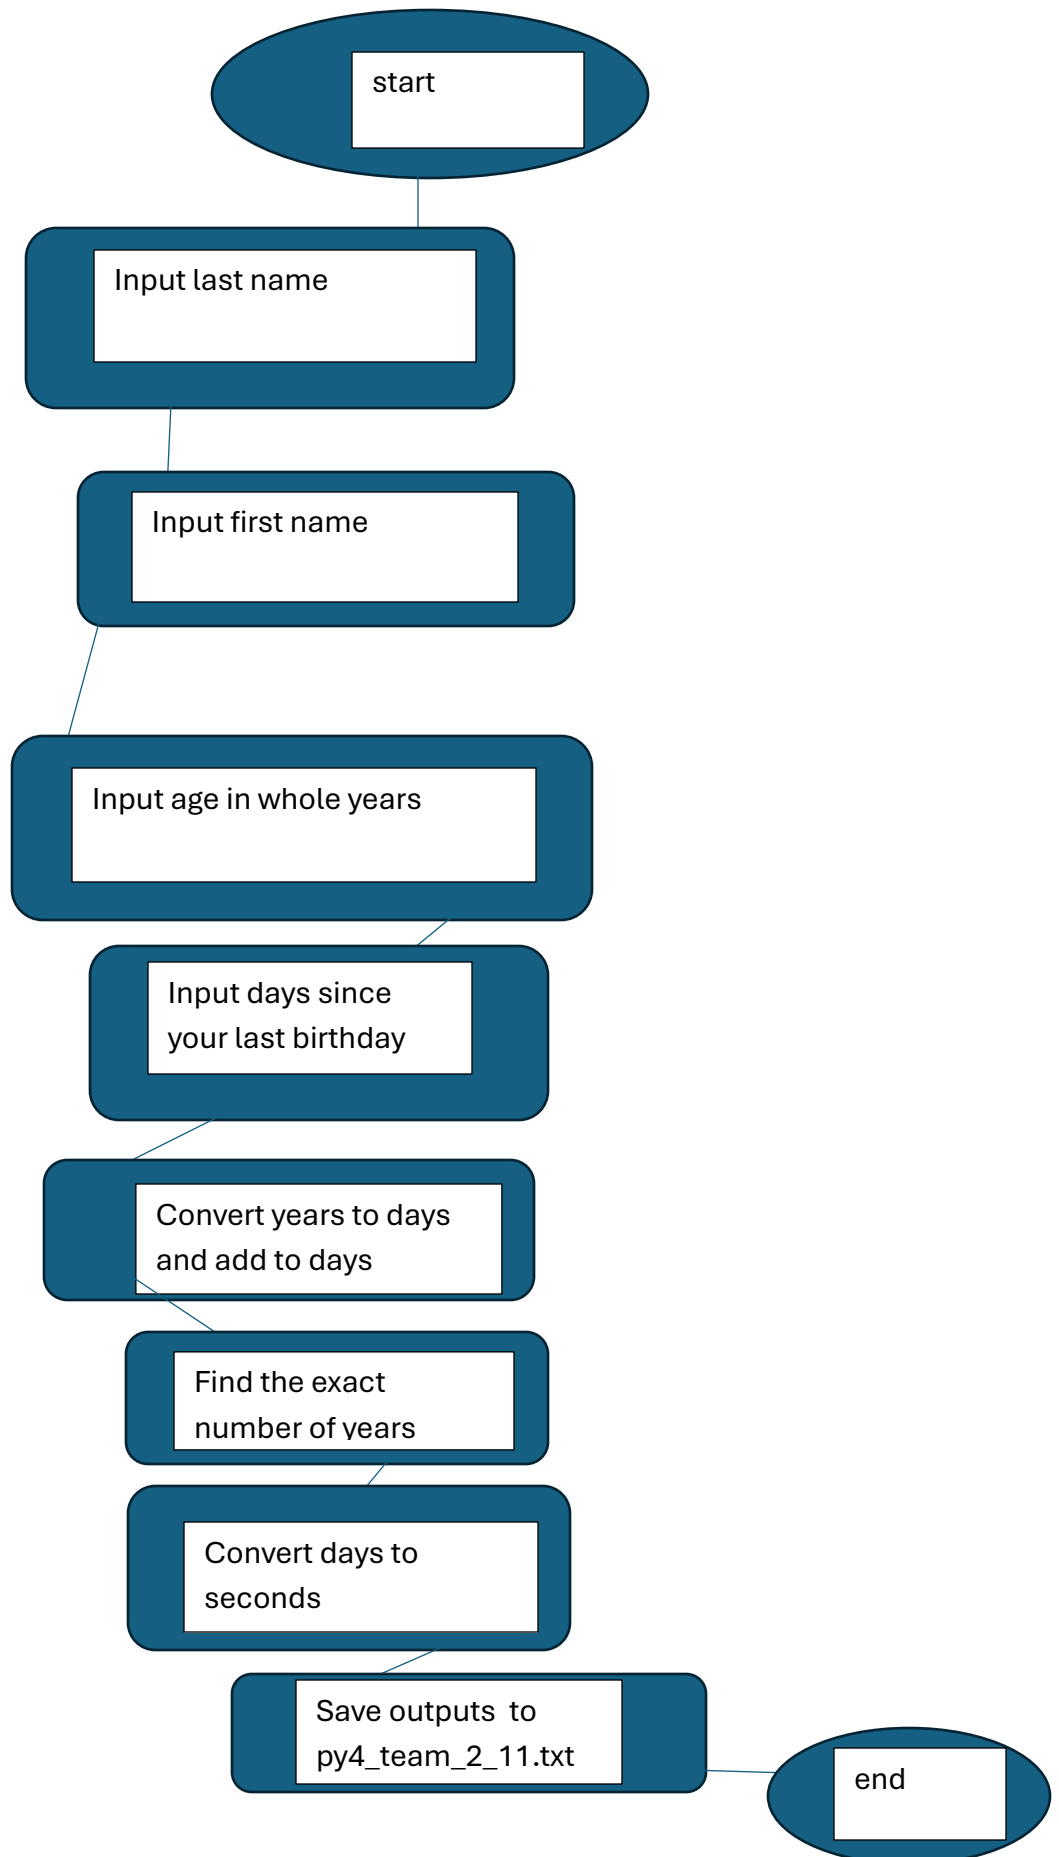 start
Input last name
Input first name
Input age in whole years
Input days since
your last birthday
Convert years to days
and add to days
Find the exact
number of years
Convert days to
seconds
Save outputs  to
py4_team_2_11.txt
end